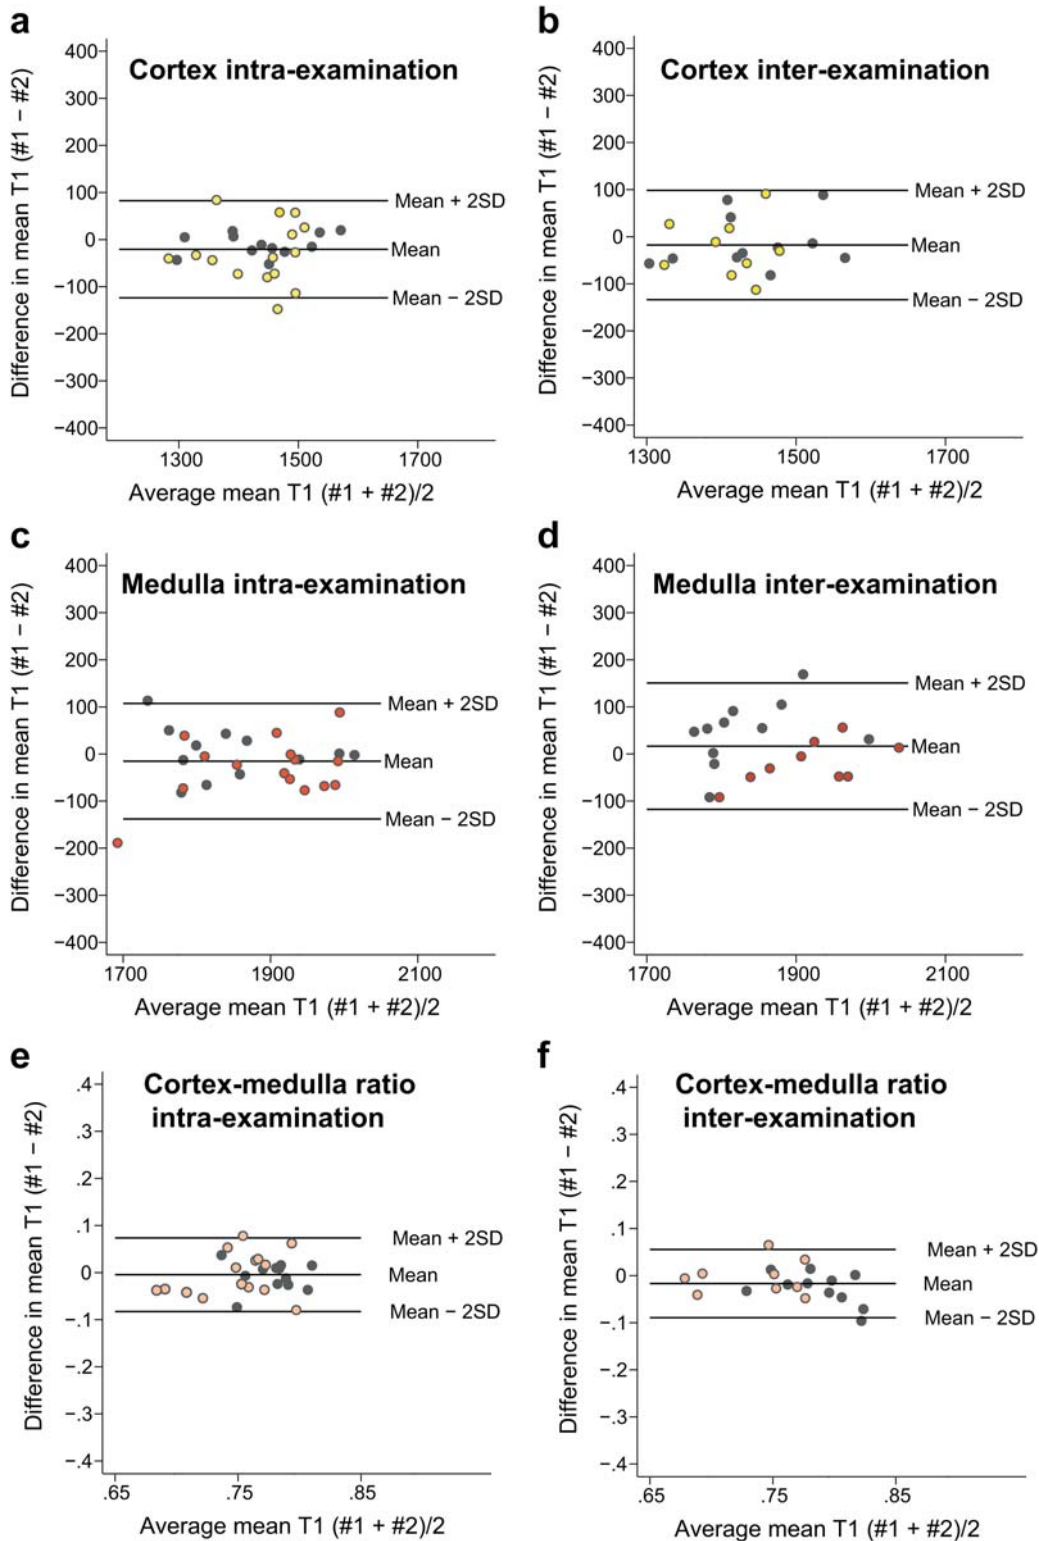 a
Cortex intra-examination
Difference in mean T1 (#1 − #2)
400
300
200
100
0
−100
−200
−300
−400
Mean + 2SD
Mean
Mean − 2SD
1300 1500 1700
Average mean T1 (#1 + #2)/2
b
Cortex inter-examination
Difference in mean T1 (#1 − #2)
400
300
200
100
0
−100
−200
−300
−400
Mean + 2SD
Mean
Mean − 2SD
1300 1500 1700
Average mean T1 (#1 + #2)/2
c
Medulla intra-examination
Difference in mean T1 (#1 − #2)
400
300
200
100
0
−100
−200
−300
−400
Mean + 2SD
Mean
Mean − 2SD
1700 1900 2100
Average mean T1 (#1 + #2)/2
d
Medulla inter-examination
Difference in mean T1 (#1 − #2)
400
300
200
100
0
−100
−200
−300
−400
Mean + 2SD
Mean
Mean − 2SD
1700 1900 2100
Average mean T1 (#1 + #2)/2
e
Cortex-medulla ratio
intra-examination
Difference in mean T1 (#1 − #2)
.4
.3
.2
.1
0
−.1
−.2
−.3
−.4
Mean + 2SD
Mean
Mean − 2SD
.65 .75 .85
Average mean T1 (#1 + #2)/2
f
Cortex-medulla ratio
inter-examination
Difference in mean T1 (#1 − #2)
.4
.3
.2
.1
0
−.1
−.2
−.3
−.4
Mean + 2SD
Mean
Mean − 2SD
.65 .75 .85
Average mean T1 (#1 + #2)/2